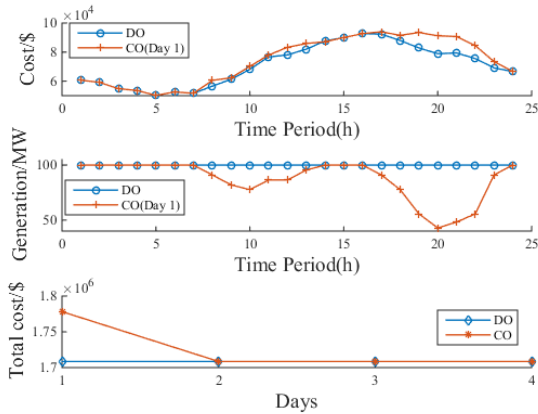 ×10⁴
10
8
6
Cost/$
DO
CO(Day 1)
0 5 10 15 20 25
Time Period(h)
100
50
Generation/MW
DO
CO(Day 1)
0 5 10 15 20 25
Time Period(h)
×10⁶
1.8
1.75
1.7
Total cost/$
DO
CO
1 2 3 4
Days